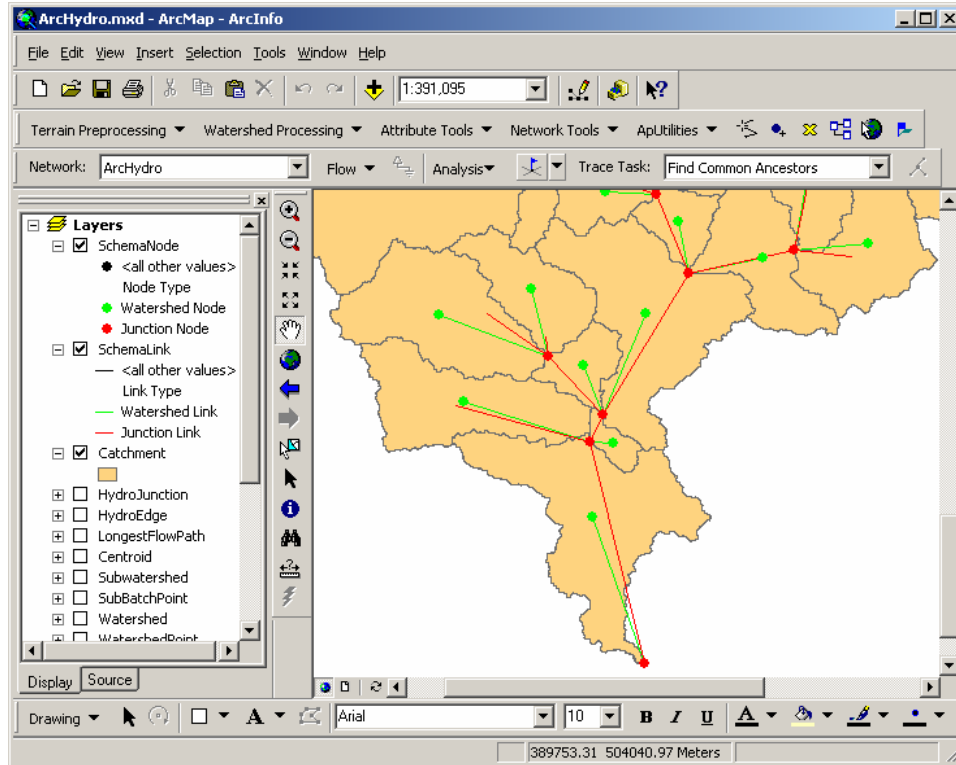 ArcHydro.mxd - ArcMap - ArcInfo
File Edit View Insert Selection Tools Window Help
1:391,095
Terrain Preprocessing Watershed Processing Attribute Tools Network Tools ApUtilities
Network: ArcHydro Flow Analysis Trace Task: Find Common Ancestors
Layers
SchemaNode
<all other values>
Node Type
Watershed Node
Junction Node
SchemaLink
<all other values>
Link Type
Watershed Link
Junction Link
Catchment
HydroJunction
HydroEdge
LongestFlowPath
Centroid
Subwatershed
SubBatchPoint
Watershed
WatershedPoint
Display Source
Drawing A Arial 10 B I U A
389753.31 504040.97 Meters